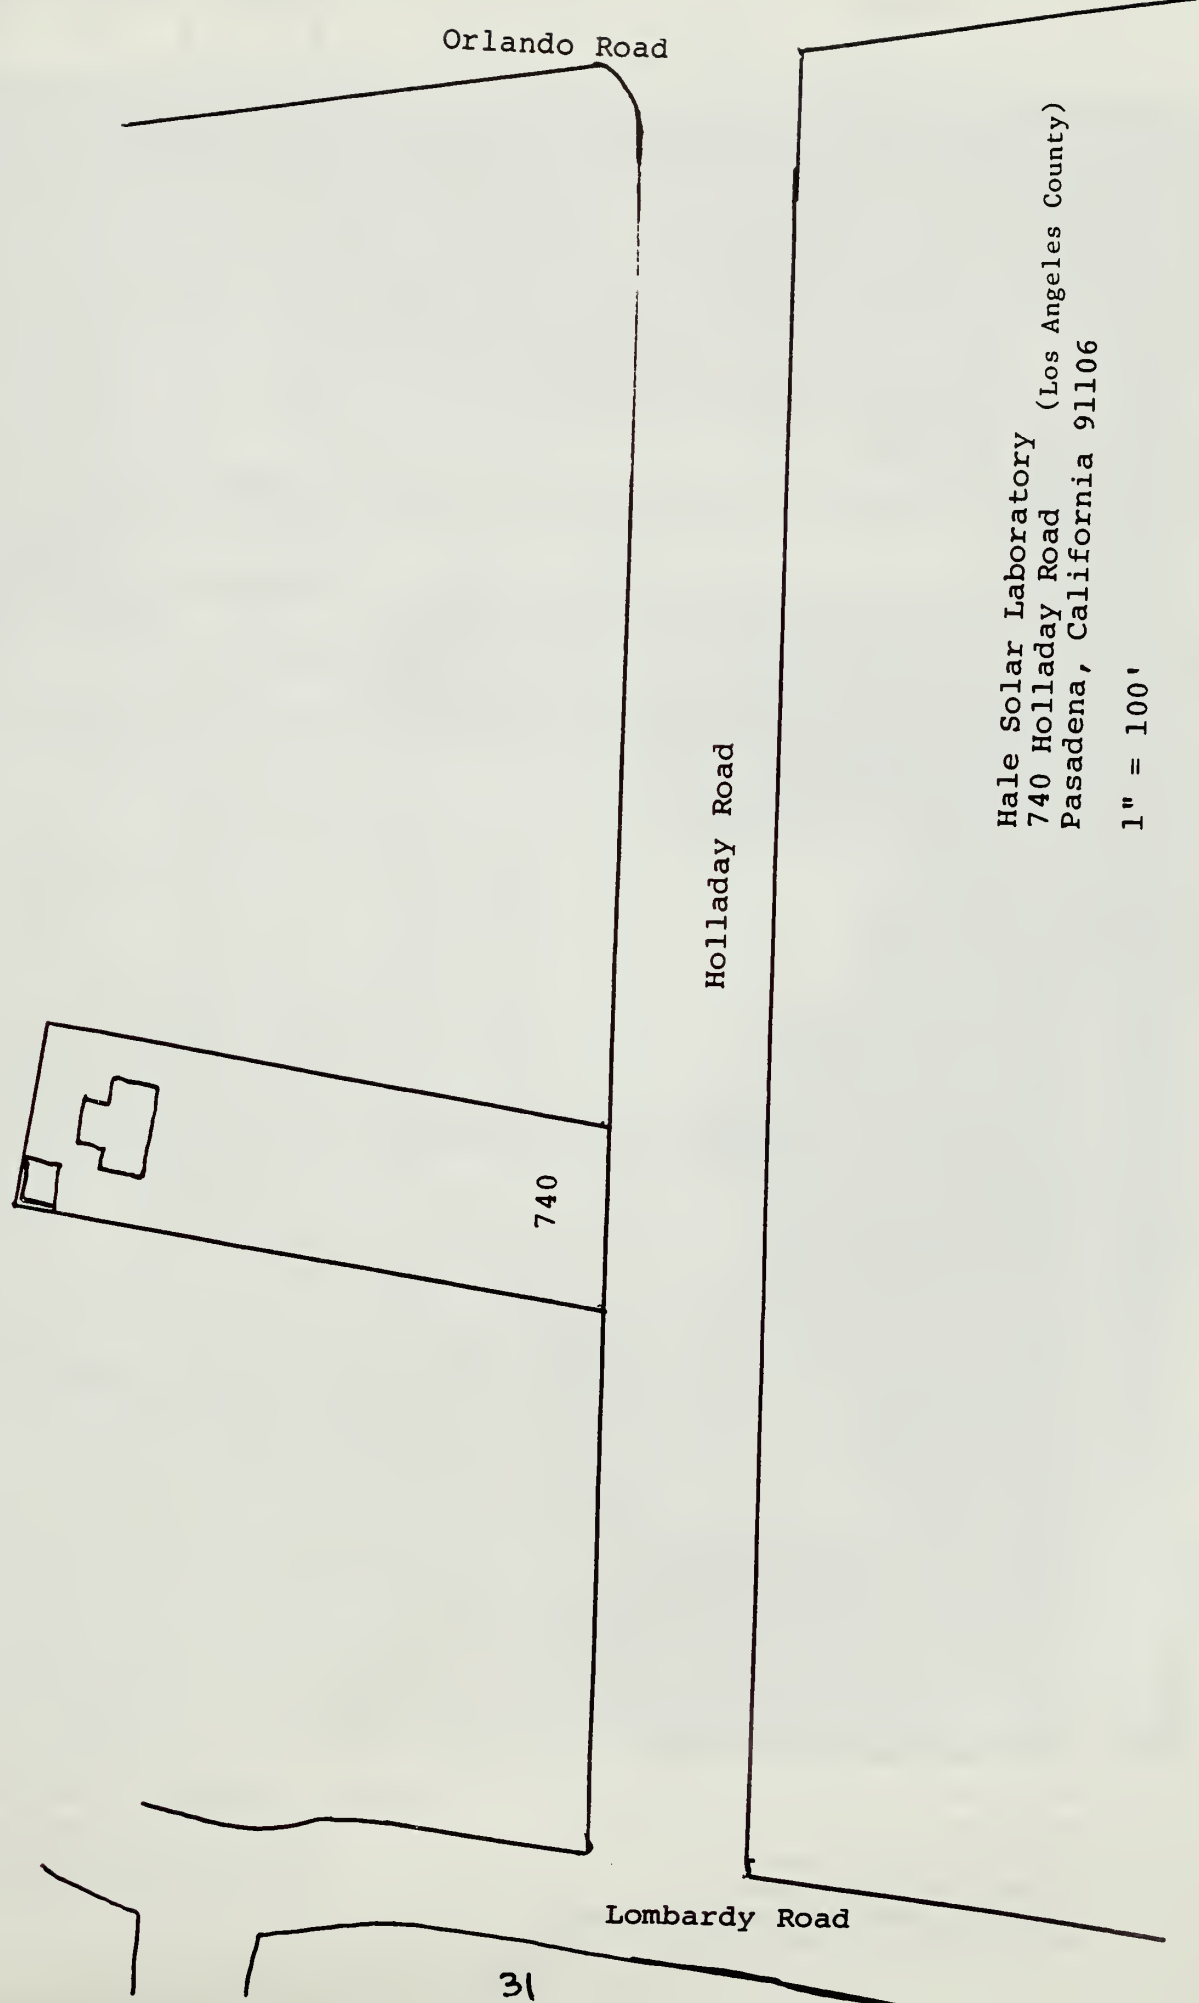 Orlando Road
Hale Solar Laboratory
740 Holladay Road (Los Angeles County)
Pasadena, California 91106
1" = 100'
Holladay Road
740
Lombardy Road
31